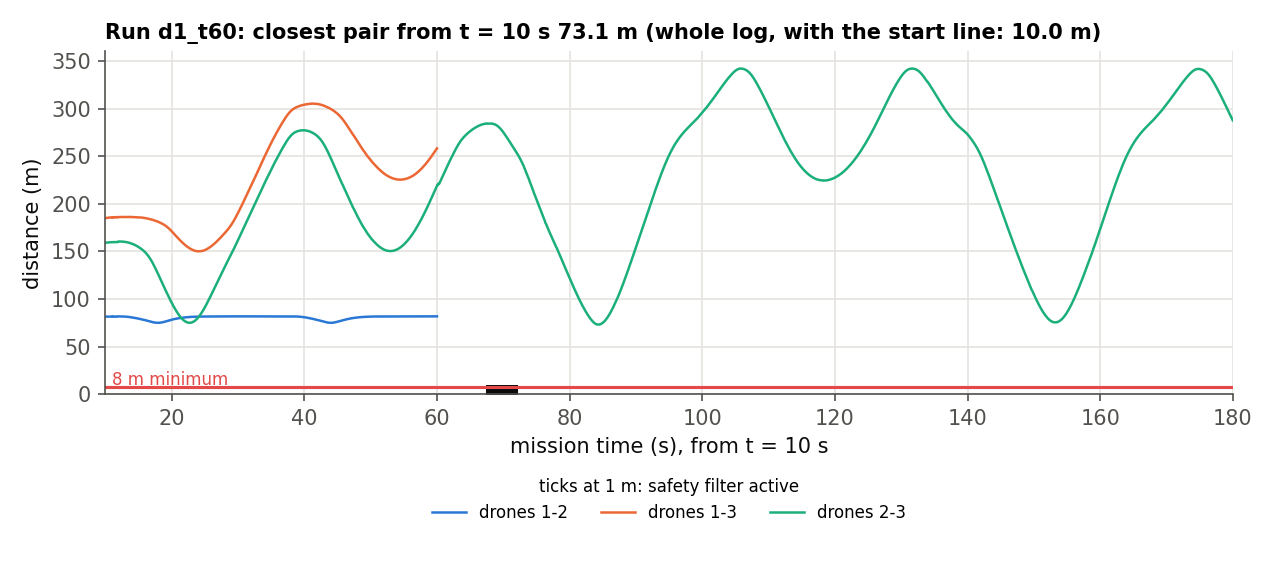 Run d1_t60: closest pair from t = 10 s 73.1 m (whole log, with the start line: 10.0 m)
distance (m)
350
300
250
200
150
100
50
0
8 m minimum
20 40 60 80 100 120 140 160 180
mission time (s), from t = 10 s
ticks at 1 m: safety filter active
drones 1-2 drones 1-3 drones 2-3